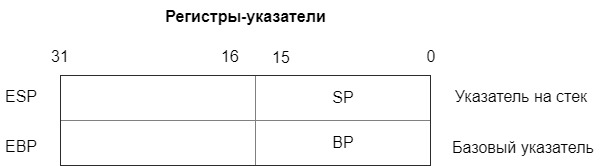 Регистры-указатели
31 16 15 0
ESP SP Указатель на стек
EBP BP Базовый указатель